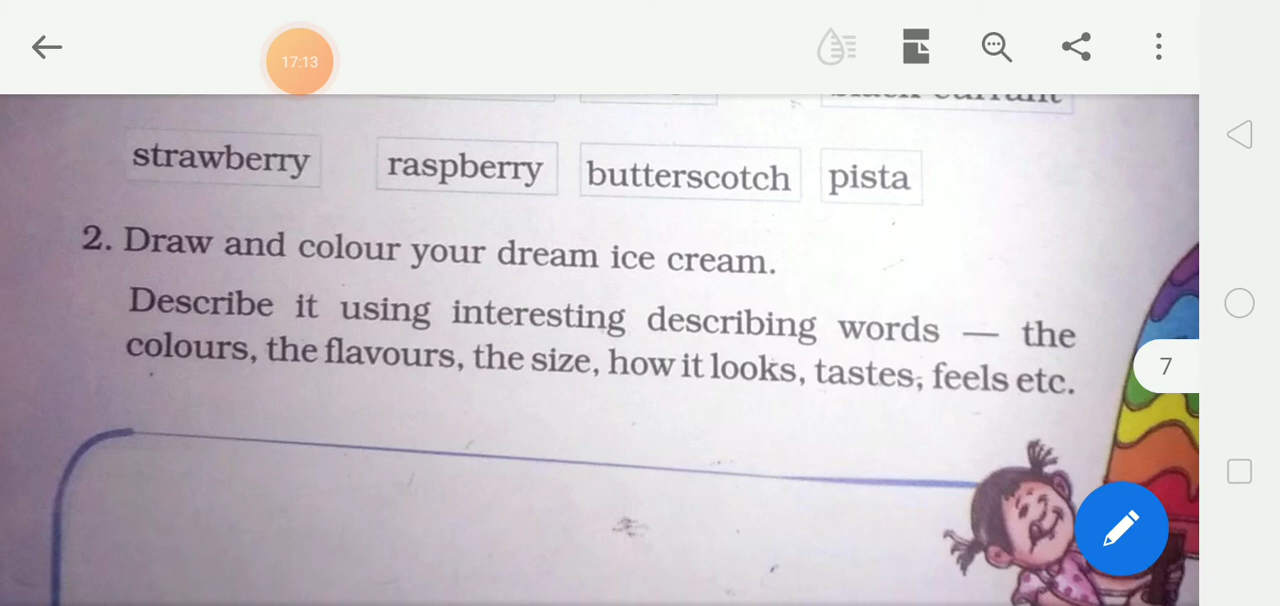 17:13
strawberry raspberry butterscotch pista
2. Draw and colour your dream ice cream.
Describe it using interesting describing words — the
colours, the flavours, the size, how it looks, tastes, feels etc.
7